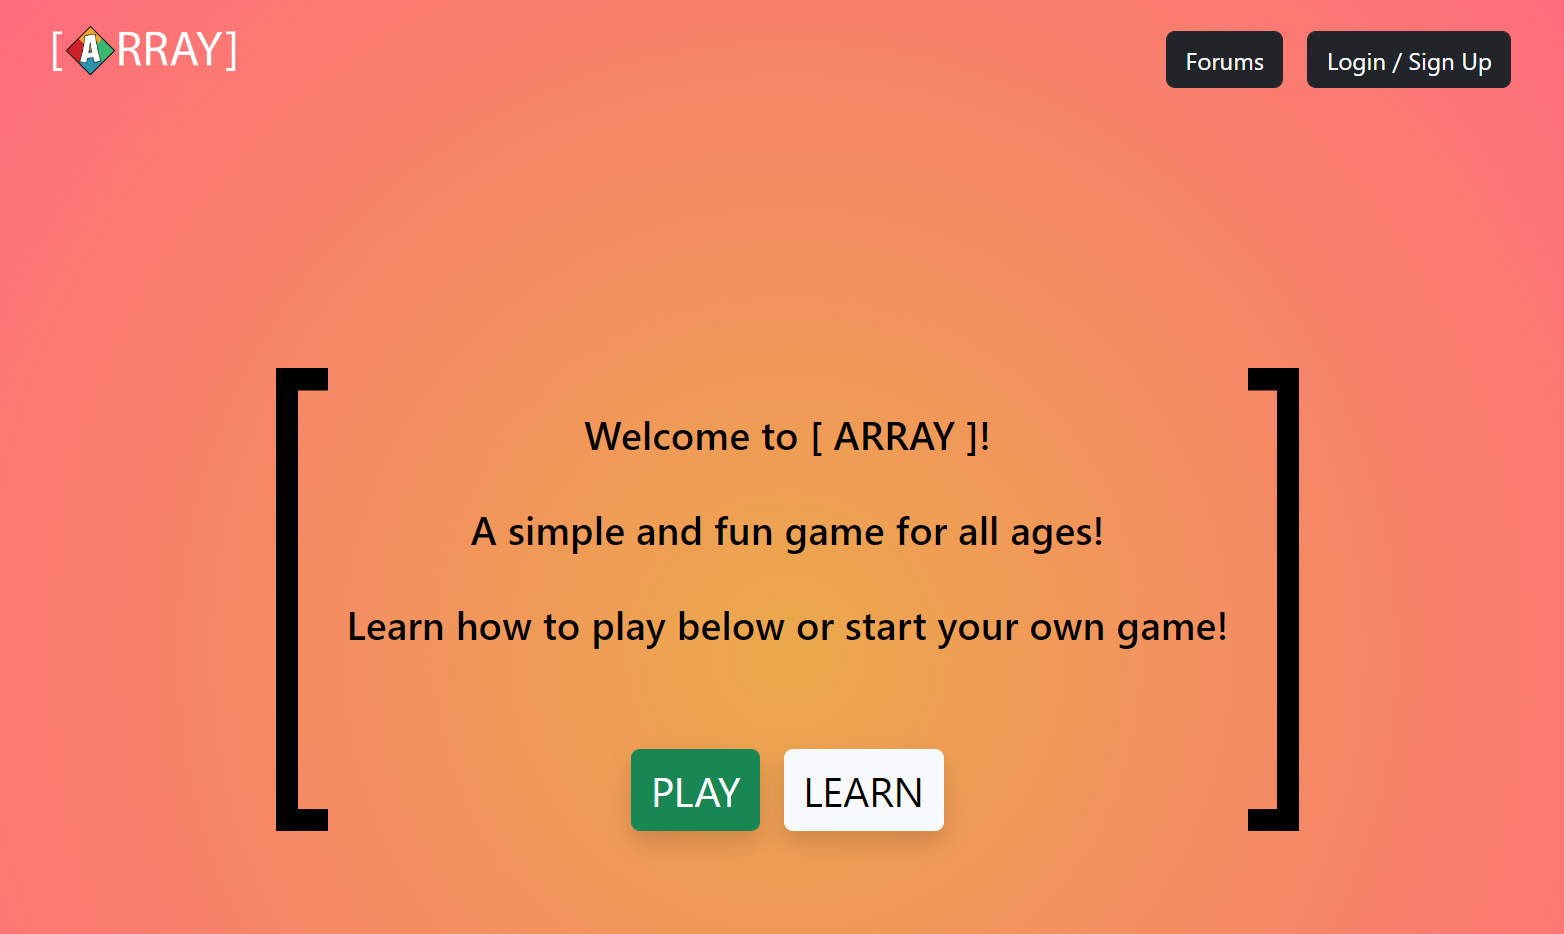 [ARRAY]
Forums
Login / Sign Up
Welcome to [ ARRAY ]!
A simple and fun game for all ages!
Learn how to play below or start your own game!
PLAY
LEARN